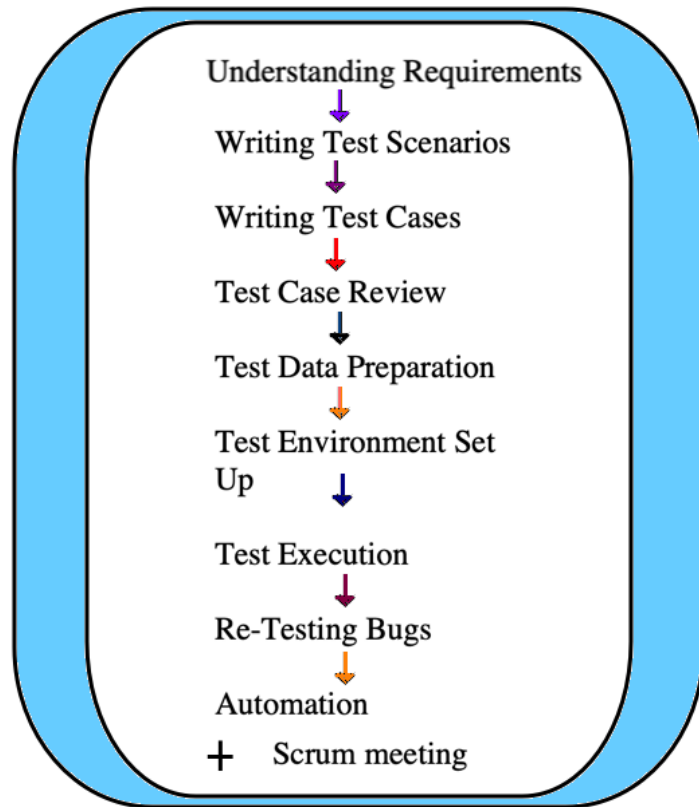 Understanding Requirements
Writing Test Scenarios
Writing Test Cases
Test Case Review
Test Data Preparation
Test Environment Set
Up
Test Execution
Re-Testing Bugs
Automation
+ Scrum meeting